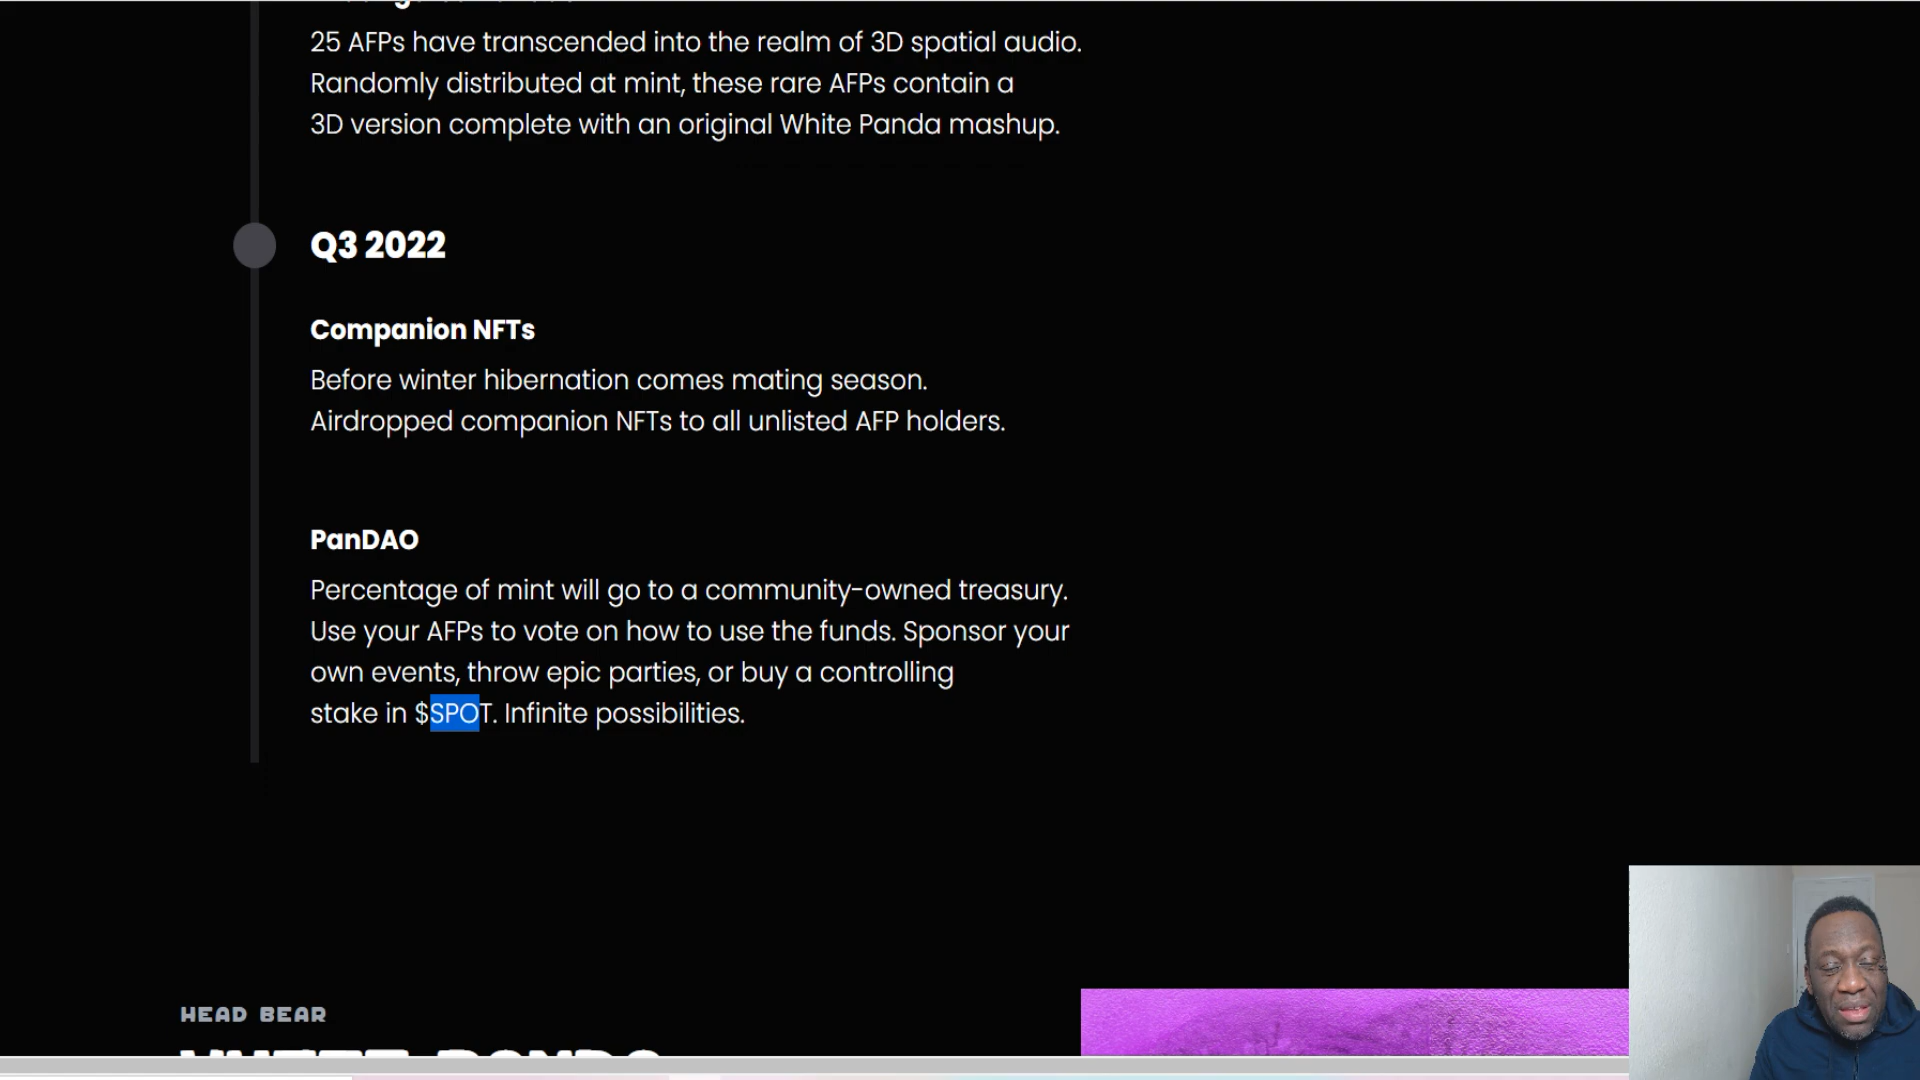 25 AFPs have transcended into the realm of 3D spatial audio.
Randomly distributed at mint, these rare AFPs contain a
3D version complete with an original White Panda mashup.
Q3 2022
Companion NFTs
Before winter hibernation comes mating season.
Airdropped companion NFTs to all unlisted AFP holders.
PanDAO
Percentage of mint will go to a community-owned treasury.
Use your AFPs to vote on how to use the funds. Sponsor your
own events, throw epic parties, or buy a controlling
stake in $SPOT. Infinite possibilities.
HEAD BEAR